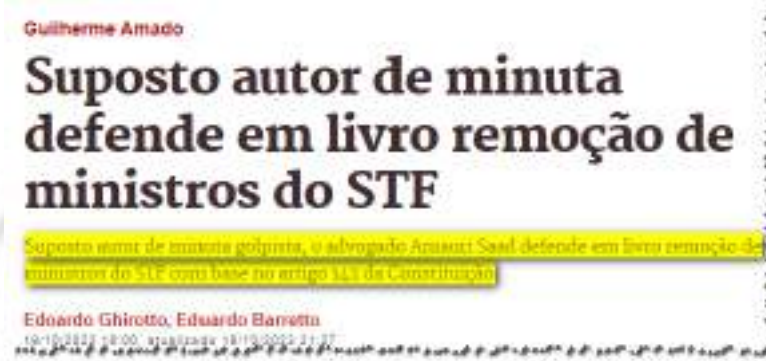 Guilherme Amado
Suposto autor de minuta
defende em livro remoção de
ministros do STF
Suposto autor de minuta golpista, o advogado Amauri Saad defende em livro remoção de
ministros do STF com base no artigo 142 da Constituição
Edoardo Ghirotto, Eduardo Barretto